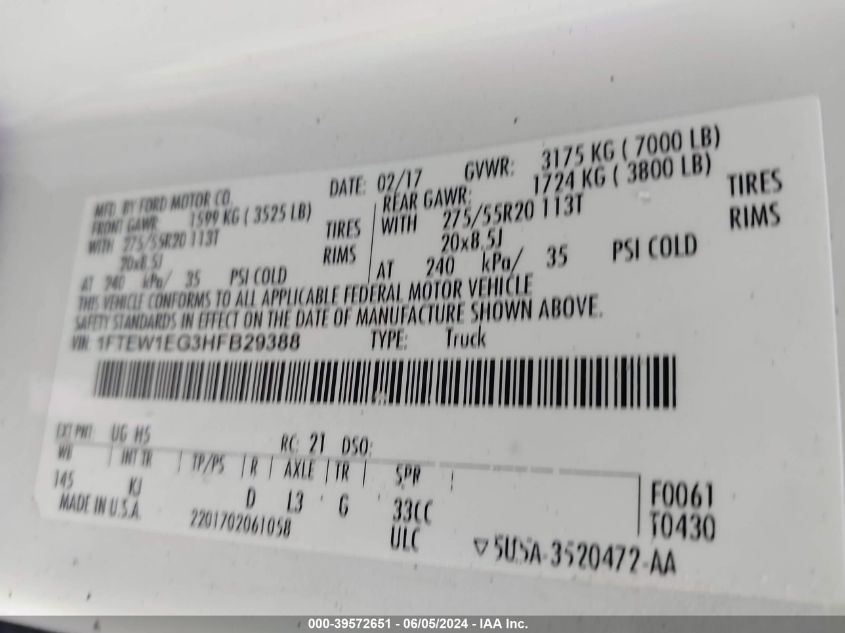 MFD. BY FORD MOTOR CO. DATE: 02/17 GVWR: 3175 KG ( 7000 LB)
FRONT GAWR: 1599 KG ( 3525 LB) REAR GAWR: 1724 KG ( 3800 LB)
WITH 275/55R20 113T TIRES WITH 275/55R20 113T TIRES
20x8.5J RIMS 20x8.5J RIMS
AT 240 kPa/ 35 PSI COLD AT 240 kPa/ 35 PSI COLD
THIS VEHICLE CONFORMS TO ALL APPLICABLE FEDERAL MOTOR VEHICLE
SAFETY STANDARDS IN EFFECT ON THE DATE OF MANUFACTURE SHOWN ABOVE.
VIN: 1FTEW1EG3HFB29388 TYPE: Truck
EXT PNT: UG H5 RC: 21 DSO:
WB INT TR TP/PS R AXLE TR SPR
145 KJ D L3 G 33CC F0061
MADE IN U.S.A. 2201702061058 ULC T0430
▽5U5A-3520472-AA
000-39572651 - 06/05/2024 - IAA Inc.